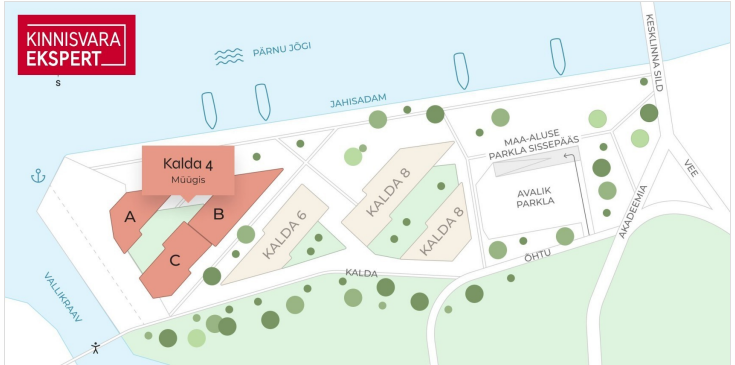 KINNISVARA
EKSPERT
S
PÄRNU JÕGI
KESKLINNA SILD
JAHISADAM
MAA-ALUSE
PARKLA SISSEPÄÄS
Kalda 4
Müügis
VEE
KALDA 8
AVALIK
PARKLA
A
B
AKADEEMIA
KALDA 6
KALDA 8
C
ÕHTU
KALDA
VALLIKRAAV